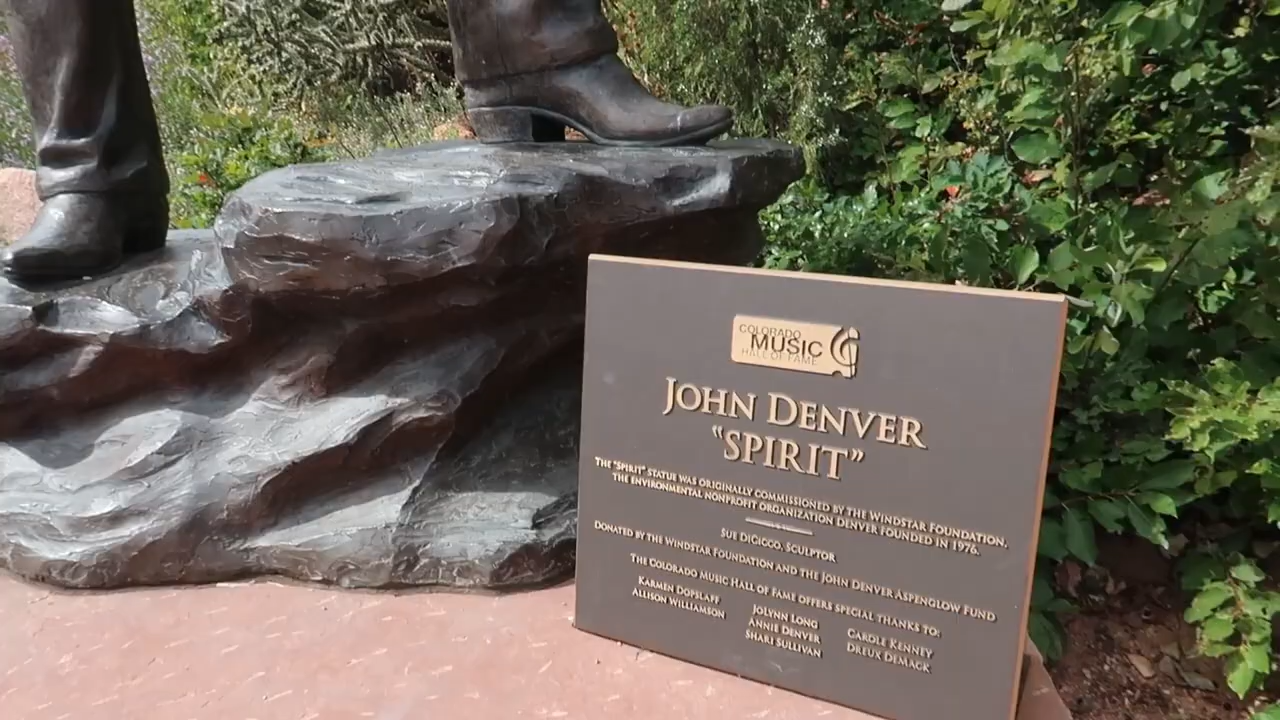 COLORADO
MUSIC
HALL OF FAME
JOHN DENVER
“SPIRIT”
THE “SPIRIT” STATUE WAS ORIGINALLY COMMISSIONED BY THE WINDSTAR FOUNDATION,
THE ENVIRONMENTAL NONPROFIT ORGANIZATION DENVER FOUNDED IN 1976.
SUE DICICCO, SCULPTOR
DONATED BY THE WINDSTAR FOUNDATION AND THE JOHN DENVER ASPENGLOW FUND
THE COLORADO MUSIC HALL OF FAME OFFERS SPECIAL THANKS TO:
KARMEN DOPSLAFF
ALLISON WILLIAMSON
JOLYNN LONG
ANNIE DENVER
SHARI SULLIVAN
CAROLE KENNEY
DREUX DEMACK